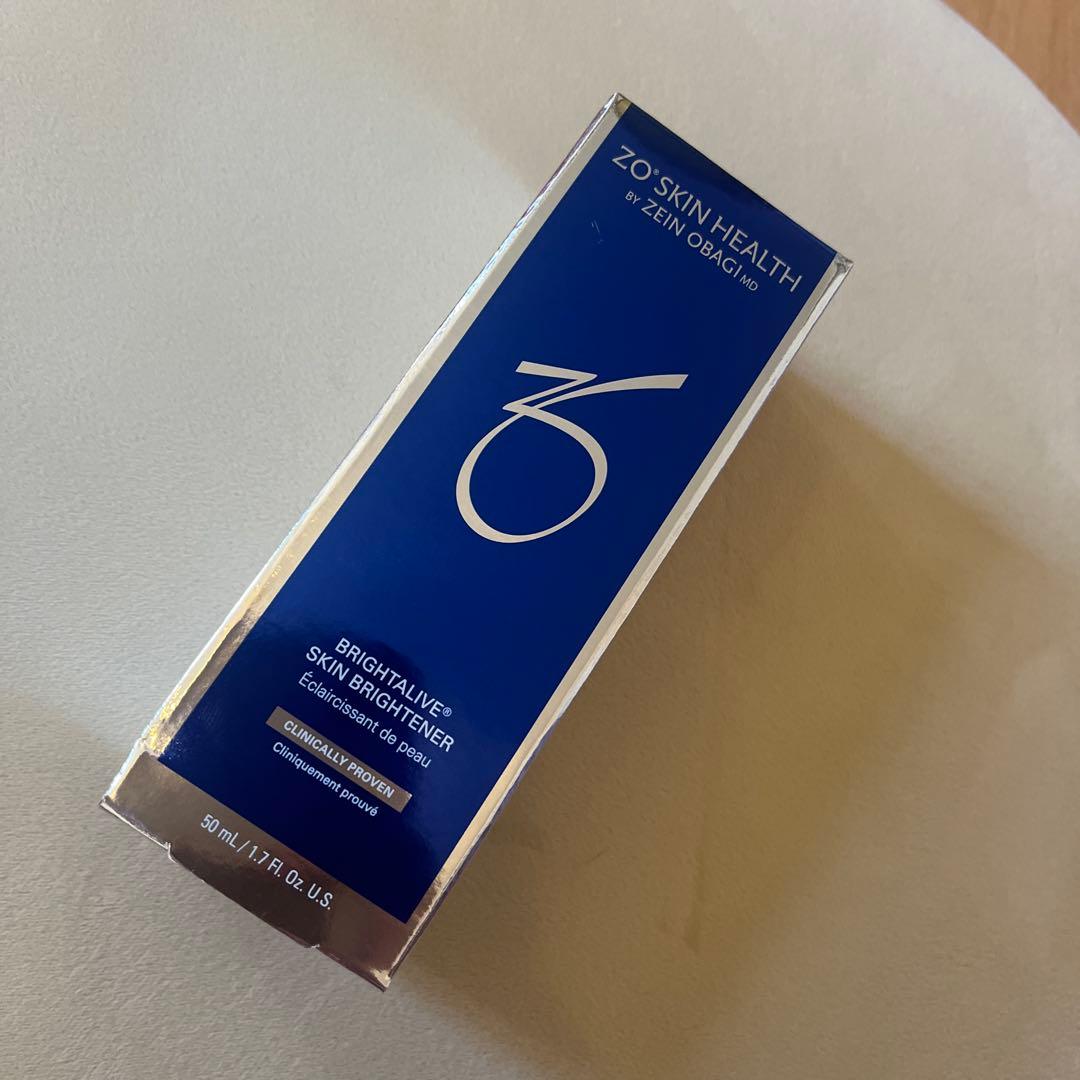 ZO® SKIN HEALTH
BY ZEIN OBAGI MD
ZO
BRIGHTALIVE®
SKIN BRIGHTENER
Éclaircissant de peau
CLINICALLY PROVEN
Cliniquement prouvé
50 mL / 1.7 Fl. Oz. U.S.